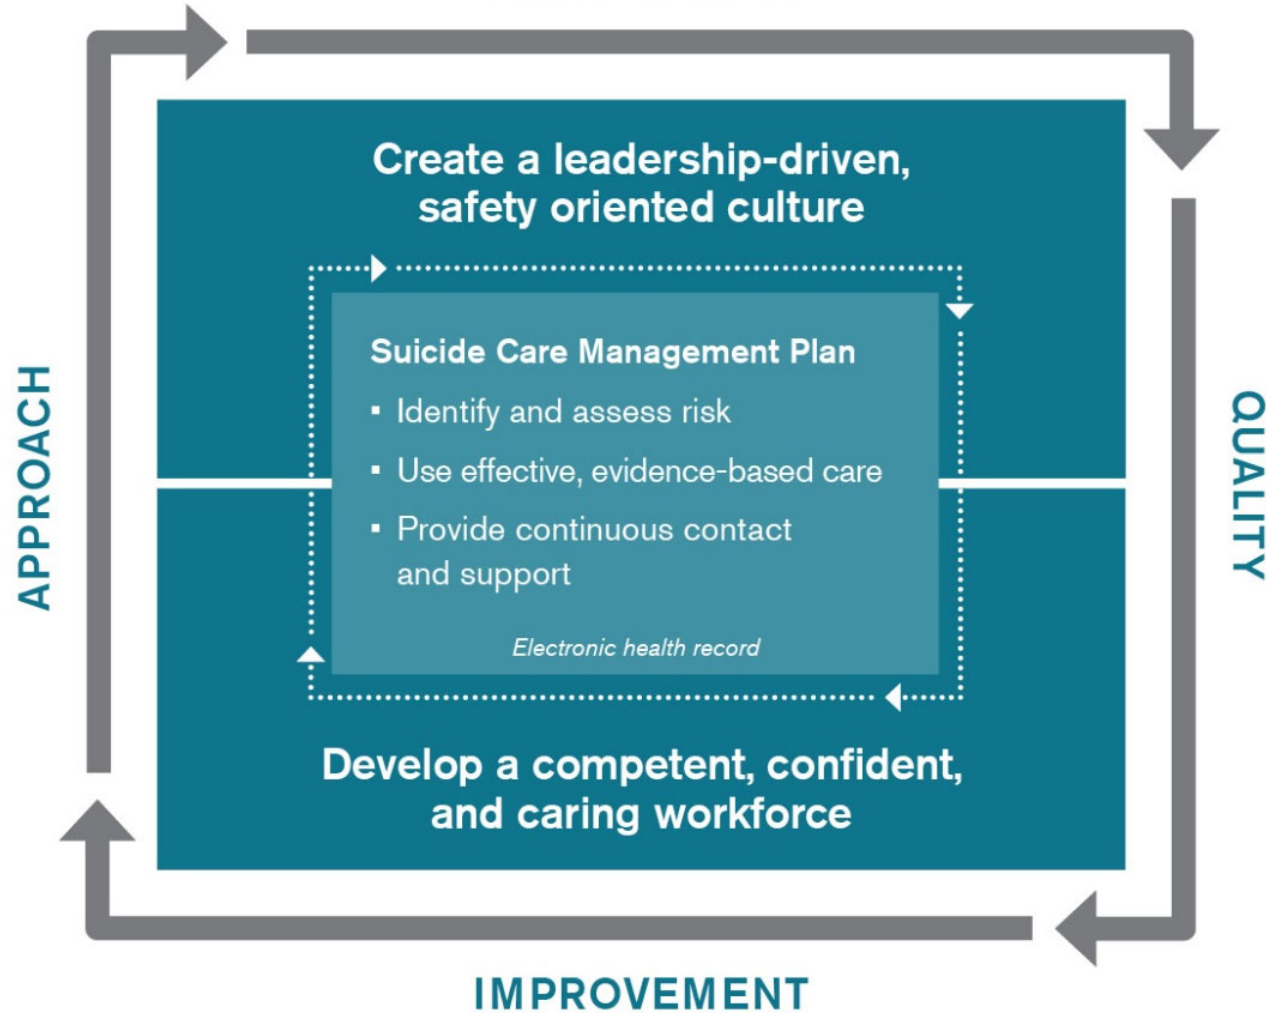 Create a leadership-driven,
safety oriented culture
Suicide Care Management Plan
▪ Identify and assess risk
▪ Use effective, evidence-based care
▪ Provide continuous contact
and support
Electronic health record
Develop a competent, confident,
and caring workforce
APPROACH
QUALITY
IMPROVEMENT